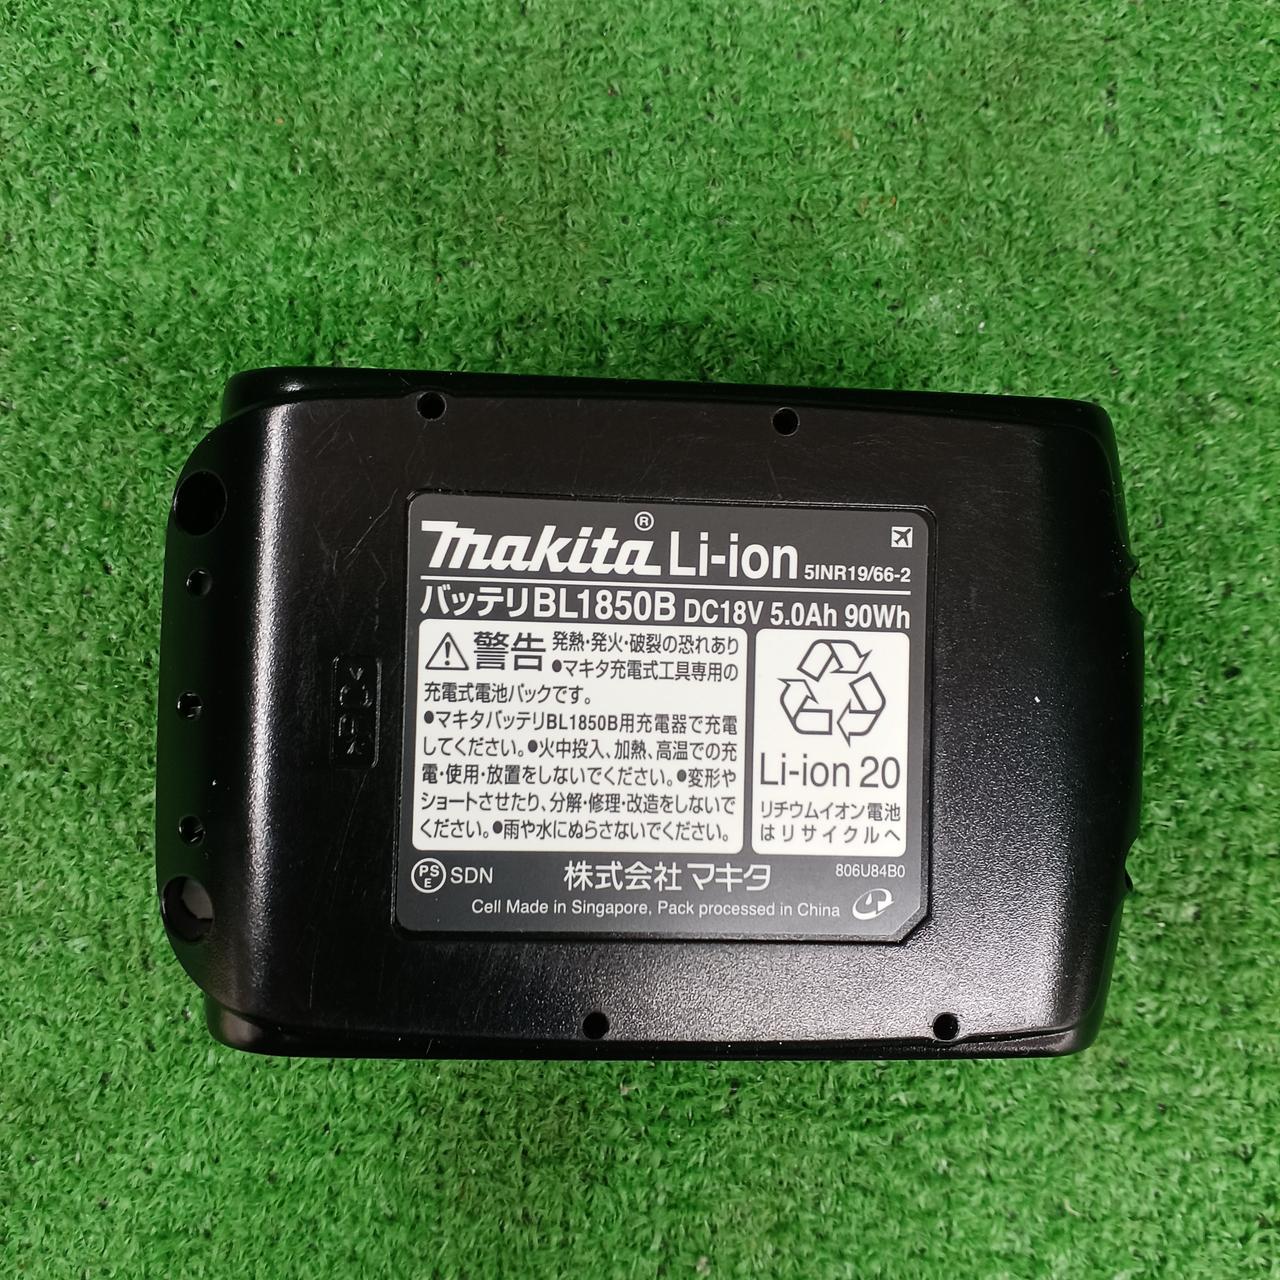 makita® Li-ion 5INR19/66-2
バッテリBL1850B DC18V 5.0Ah 90Wh
警告 発熱・発火・破裂の恐れあり
●マキタ充電式工具専用の
充電式電池パックです。
●マキタバッテリBL1850B用充電器で充電
してください。●火中投入、加熱、高温での充
電・使用・放置をしないでください。●変形や
ショートさせたり、分解・修理・改造をしないで
ください。●雨や水にぬらさないでください。
Li-ion 20
リチウムイオン電池
はリサイクルへ
PSE SDN 株式会社 マキタ 806U84B0
Cell Made in Singapore, Pack processed in China